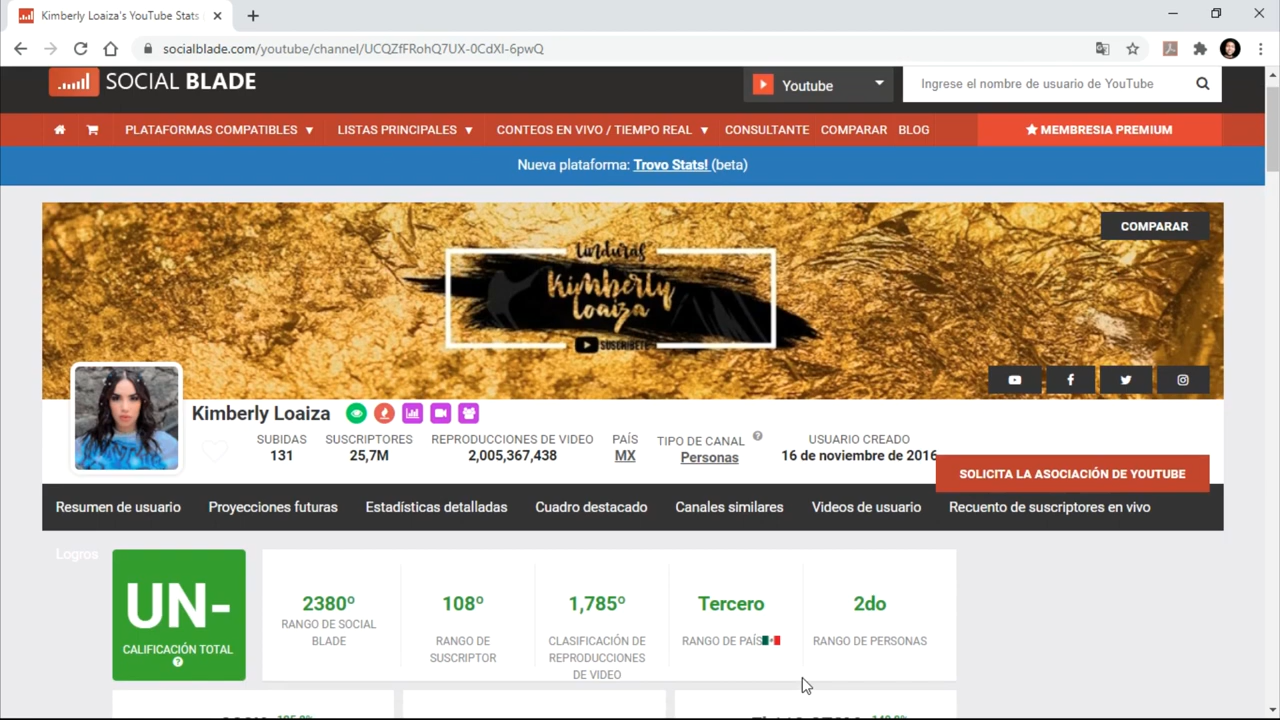 Kimberly Loaiza's YouTube Stats
socialblade.com/youtube/channel/UCQZfFRohQ7UX-0CdXI-6pwQ
SOCIAL BLADE
Youtube
Ingrese el nombre de usuario de YouTube
PLATAFORMAS COMPATIBLES
LISTAS PRINCIPALES
CONTEOS EN VIVO / TIEMPO REAL
CONSULTANTE
COMPARAR
BLOG
MEMBRESIA PREMIUM
Nueva plataforma: Trovo Stats! (beta)
COMPARAR
Linduras
Kimberly
Loaiza
SUSCRIBETE
Kimberly Loaiza
SUBIDAS
131
SUSCRIPTORES
25,7M
REPRODUCCIONES DE VIDEO
2,005,367,438
PAÍS
MX
TIPO DE CANAL
Personas
USUARIO CREADO
16 de noviembre de 2016
SOLICITA LA ASOCIACIÓN DE YOUTUBE
Resumen de usuario
Proyecciones futuras
Estadísticas detalladas
Cuadro destacado
Canales similares
Videos de usuario
Recuento de suscriptores en vivo
Logros
UN-
CALIFICACIÓN TOTAL
2380º
RANGO DE SOCIAL
BLADE
108º
RANGO DE
SUSCRIPTOR
1,785º
CLASIFICACIÓN DE
REPRODUCCIONES
DE VIDEO
Tercero
RANGO DE PAÍS
2do
RANGO DE PERSONAS